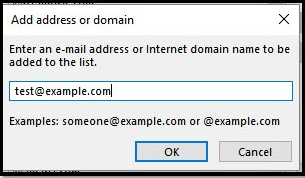 Add address or domain
Enter an e-mail address or Internet domain name to be
added to the list.
test@example.com
Examples: someone@example.com or @example.com
OK
Cancel